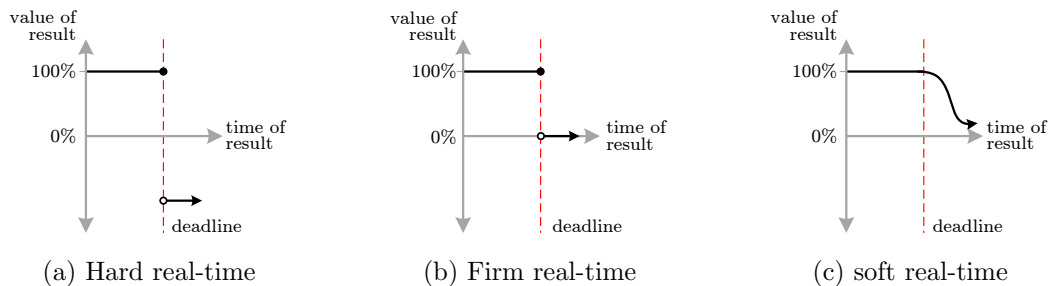 value of
result
100%
0%
time of
result
deadline
(a) Hard real-time
value of
result
100%
0%
time of
result
deadline
(b) Firm real-time
value of
result
100%
0%
time of
result
deadline
(c) soft real-time